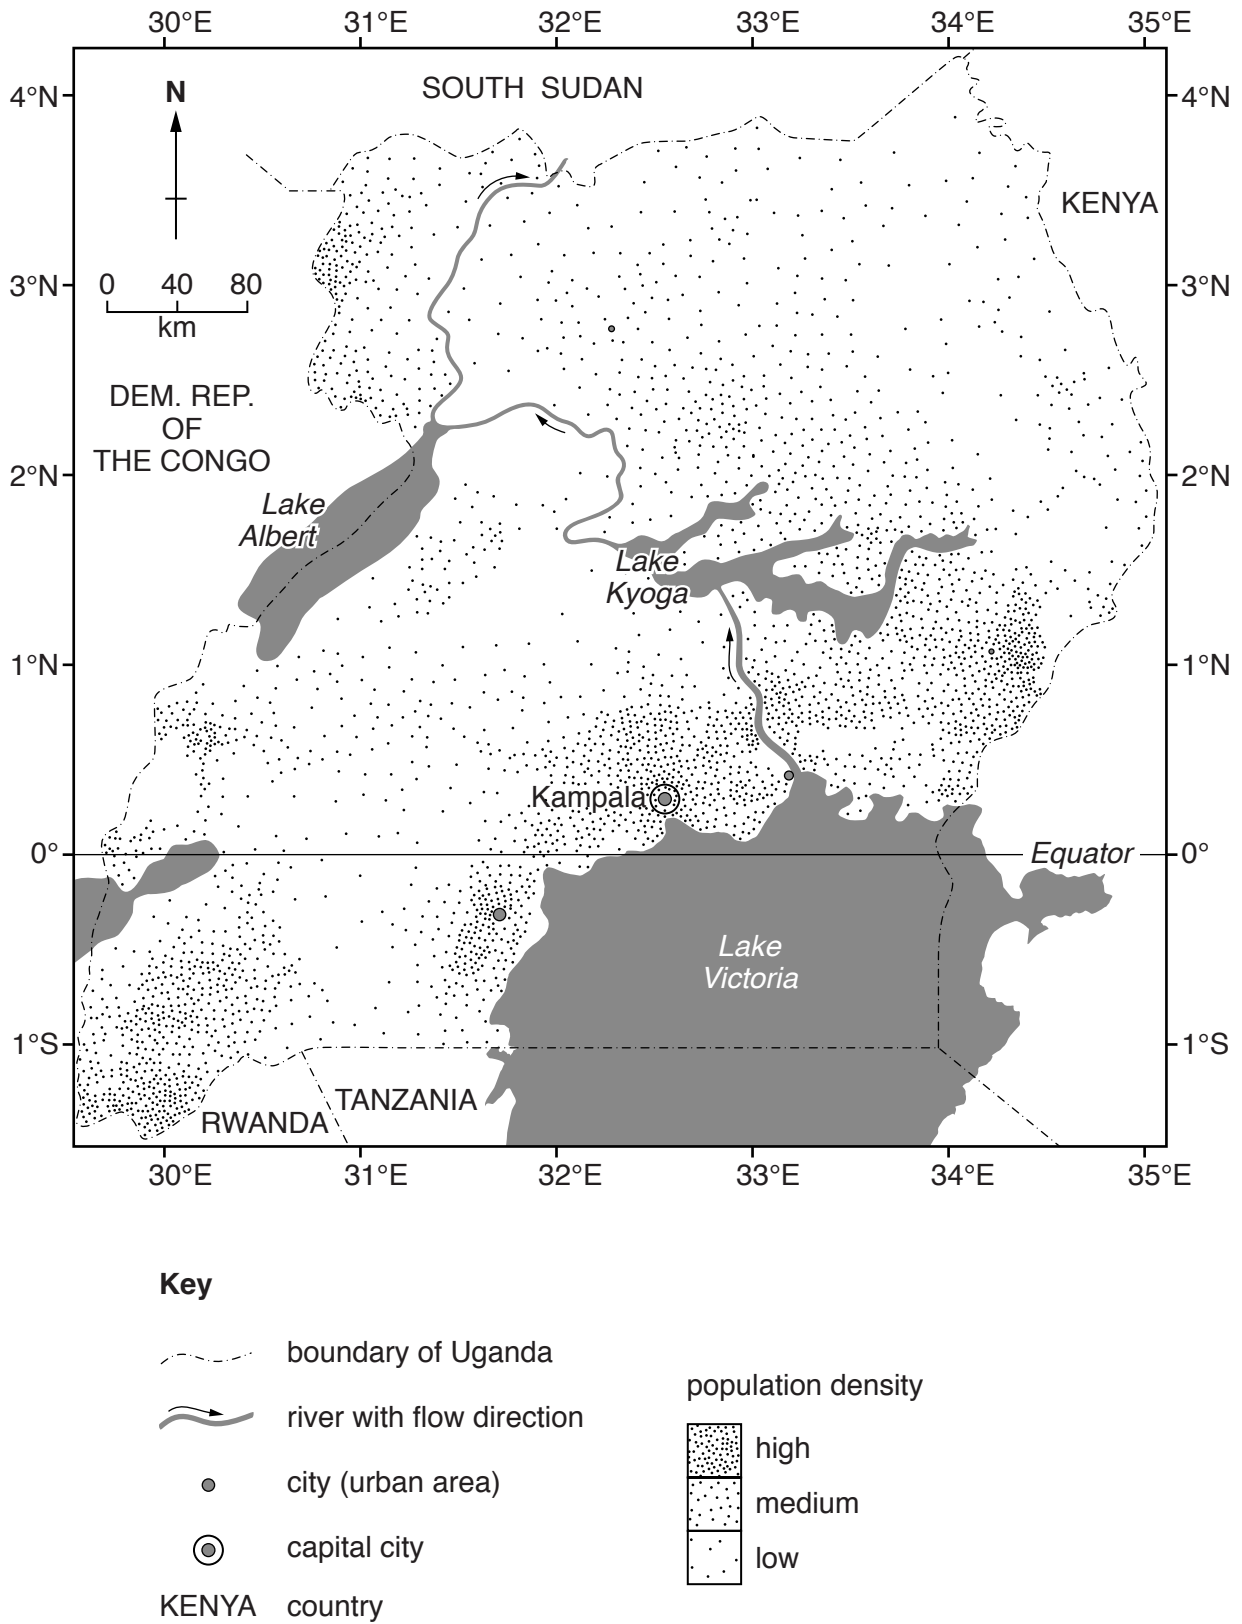 30°E 31°E 32°E 33°E 34°E 35°E
SOUTH SUDAN
4°N 4°N
N
KENYA
3°N 3°N
0 40 80
km
DEM. REP.
OF
THE CONGO
2°N 2°N
Lake
Albert
Lake
Kyoga
1°N 1°N
Kampala
0° Equator 0°
Lake
Victoria
1°S 1°S
TANZANIA
RWANDA
30°E 31°E 32°E 33°E 34°E 35°E
Key
boundary of Uganda
river with flow direction
city (urban area)
capital city
KENYA country
population density
high
medium
low